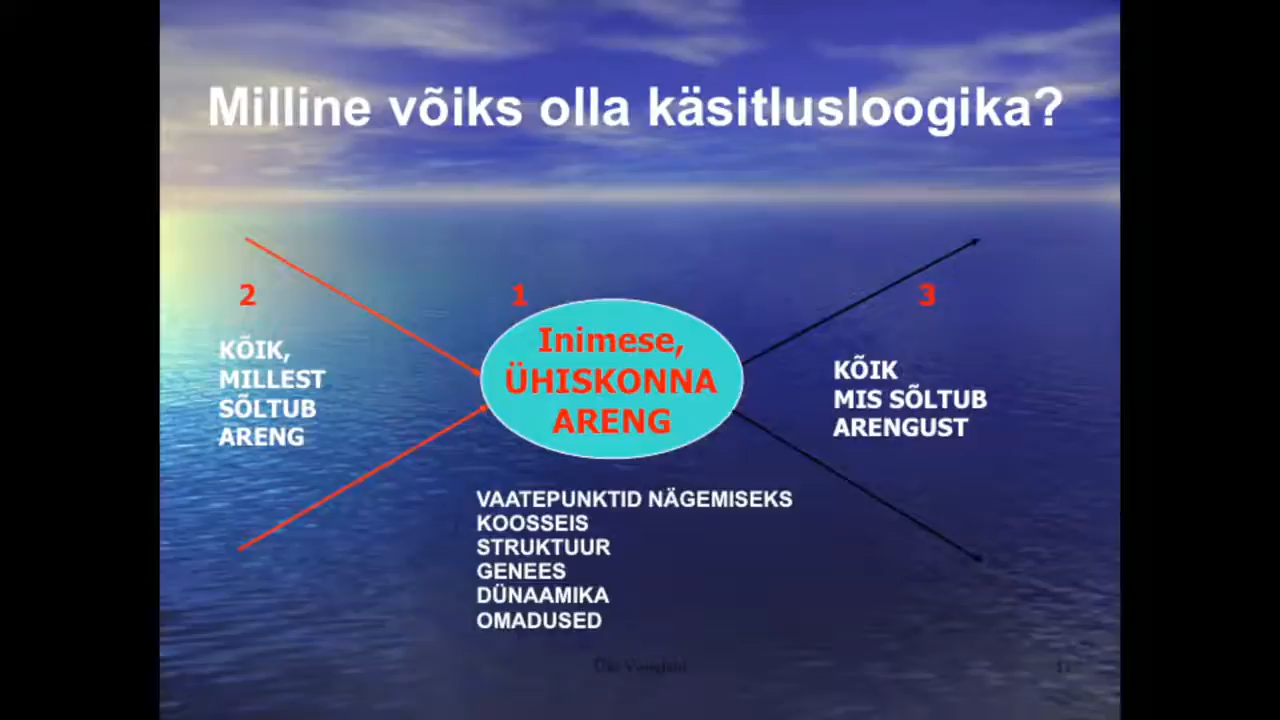 Milline võiks olla käsitlusloogika?
2
1
3
KÕIK,
MILLEST
SÕLTUB
ARENG
Inimese,
ÜHISKONNA
ARENG
KÕIK
MIS SÕLTUB
ARENGUST
VAATEPUNKTID NÄGEMISEKS
KOOSSEIS
STRUKTUUR
GENEES
DÜNAAMIKA
OMADUSED